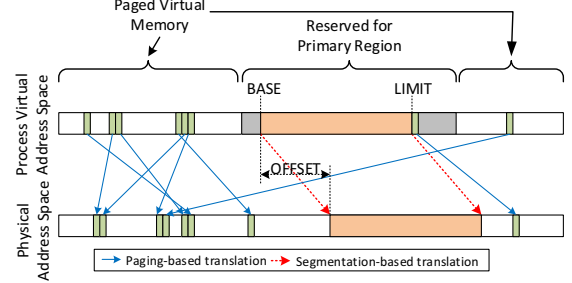 Paged Virtual
Memory
Reserved for
Primary Region
BASE
LIMIT
Process Virtual
Address Space
OFFSET
Physical
Address Space
Paging-based translation
Segmentation-based translation